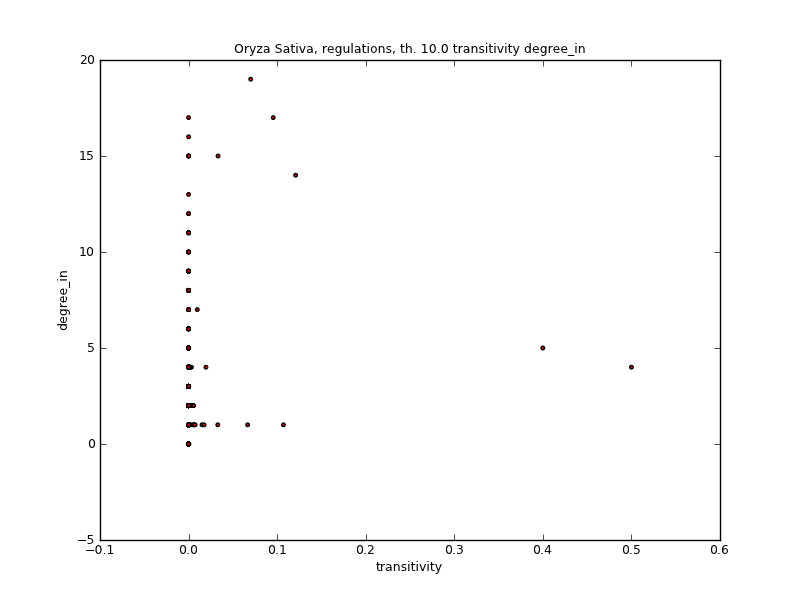 Oryza Sativa, regulations, th. 10.0 transitivity degree_in
20
15
10
5
0
−5
degree_in
−0.1 0.0 0.1 0.2 0.3 0.4 0.5 0.6
transitivity